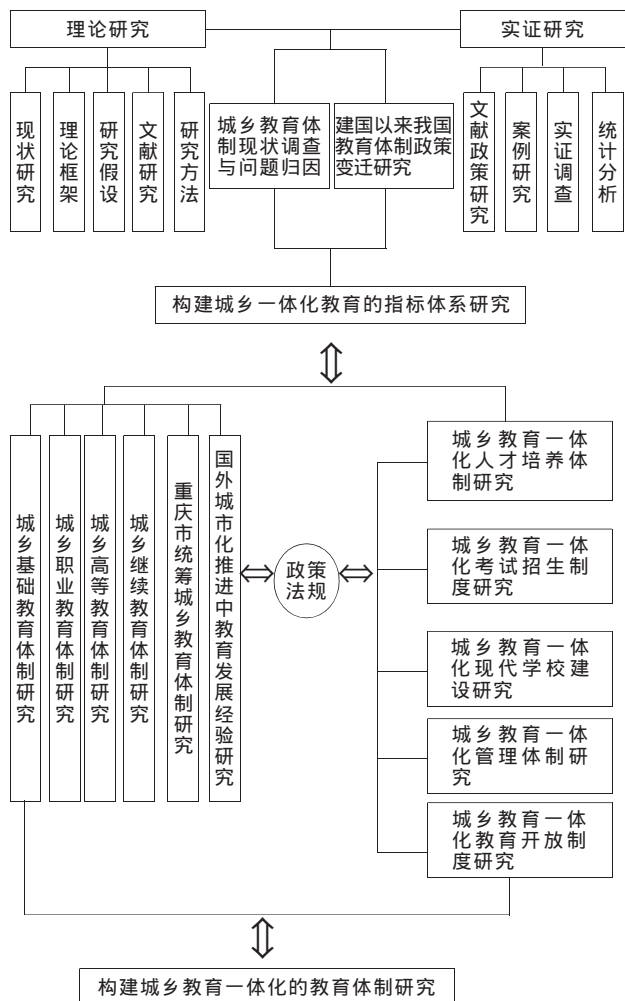 理论研究
实证研究
现状研究
理论框架
研究假设
文献研究
研究方法
城乡教育体
制现状调查
与问题归因
建国以来我国
教育体制政策
变迁研究
文献政策研究
案例研究
实证调查
统计分析
构建城乡一体化教育的指标体系研究
城乡基础教育体制研究
城乡职业教育体制研究
城乡高等教育体制研究
城乡继续教育体制研究
重庆市统筹城乡教育体制研究
国外城市化推进中教育发展经验研究
政策
法规
城乡教育一体
化人才培养体
制研究
城乡教育一体
化考试招生制
度研究
城乡教育一体
化现代学校建
设研究
城乡教育一体
化管理体制研
究
城乡教育一体
化教育开放制
度研究
构建城乡教育一体化的教育体制研究